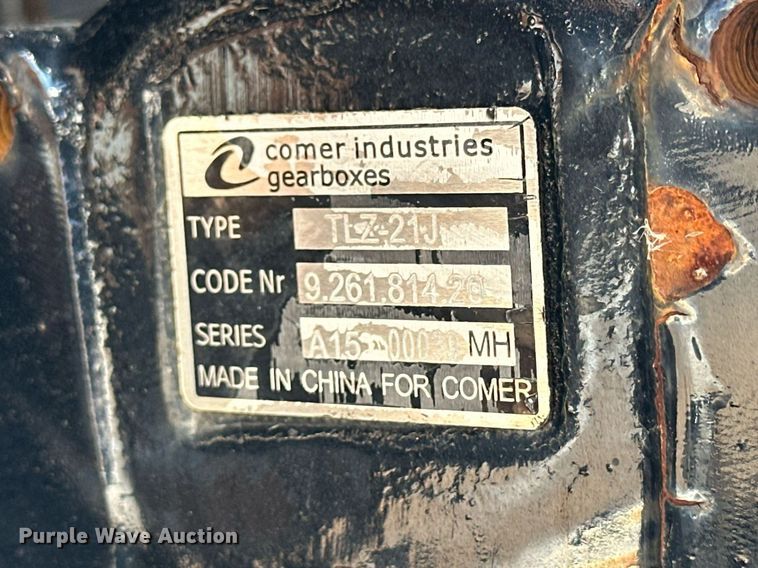 comer industries
gearboxes
TYPE TLZ-21J
CODE Nr 9.261.814.20
SERIES MH
MADE IN CHINA FOR COMER
Purple Wave Auction